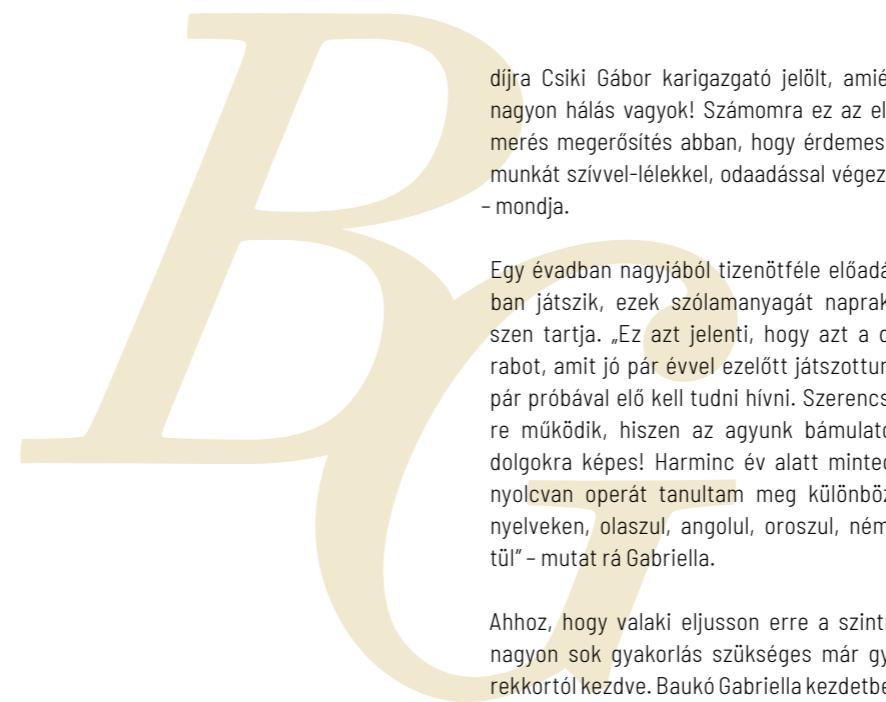 BG
díjra Csiki Gábor karigazgató jelölt, amié
nagyon hálás vagyok! Számomra ez az el
merés megerősítés abban, hogy érdemes
munkát szívvel-lélekkel, odaadással végez
– mondja.
Egy évadban nagyjából tizenötféle előadá
ban játszik, ezek szólamanyagát naprak
szen tartja. „Ez azt jelenti, hogy azt a d
rabot, amit jó pár évvel ezelőtt játszottun
pár próbával elő kell tudni hívni. Szerencs
re működik, hiszen az agyunk bámulato
dolgokra képes! Harminc év alatt minteg
nyolcvan operát tanultam meg különböz
nyelveken, olaszul, angolul, oroszul, ném
tül” – mutat rá Gabriella.
Ahhoz, hogy valaki eljusson erre a szintr
nagyon sok gyakorlás szükséges már gy
rekkortól kezdve. Baukó Gabriella kezdetbe